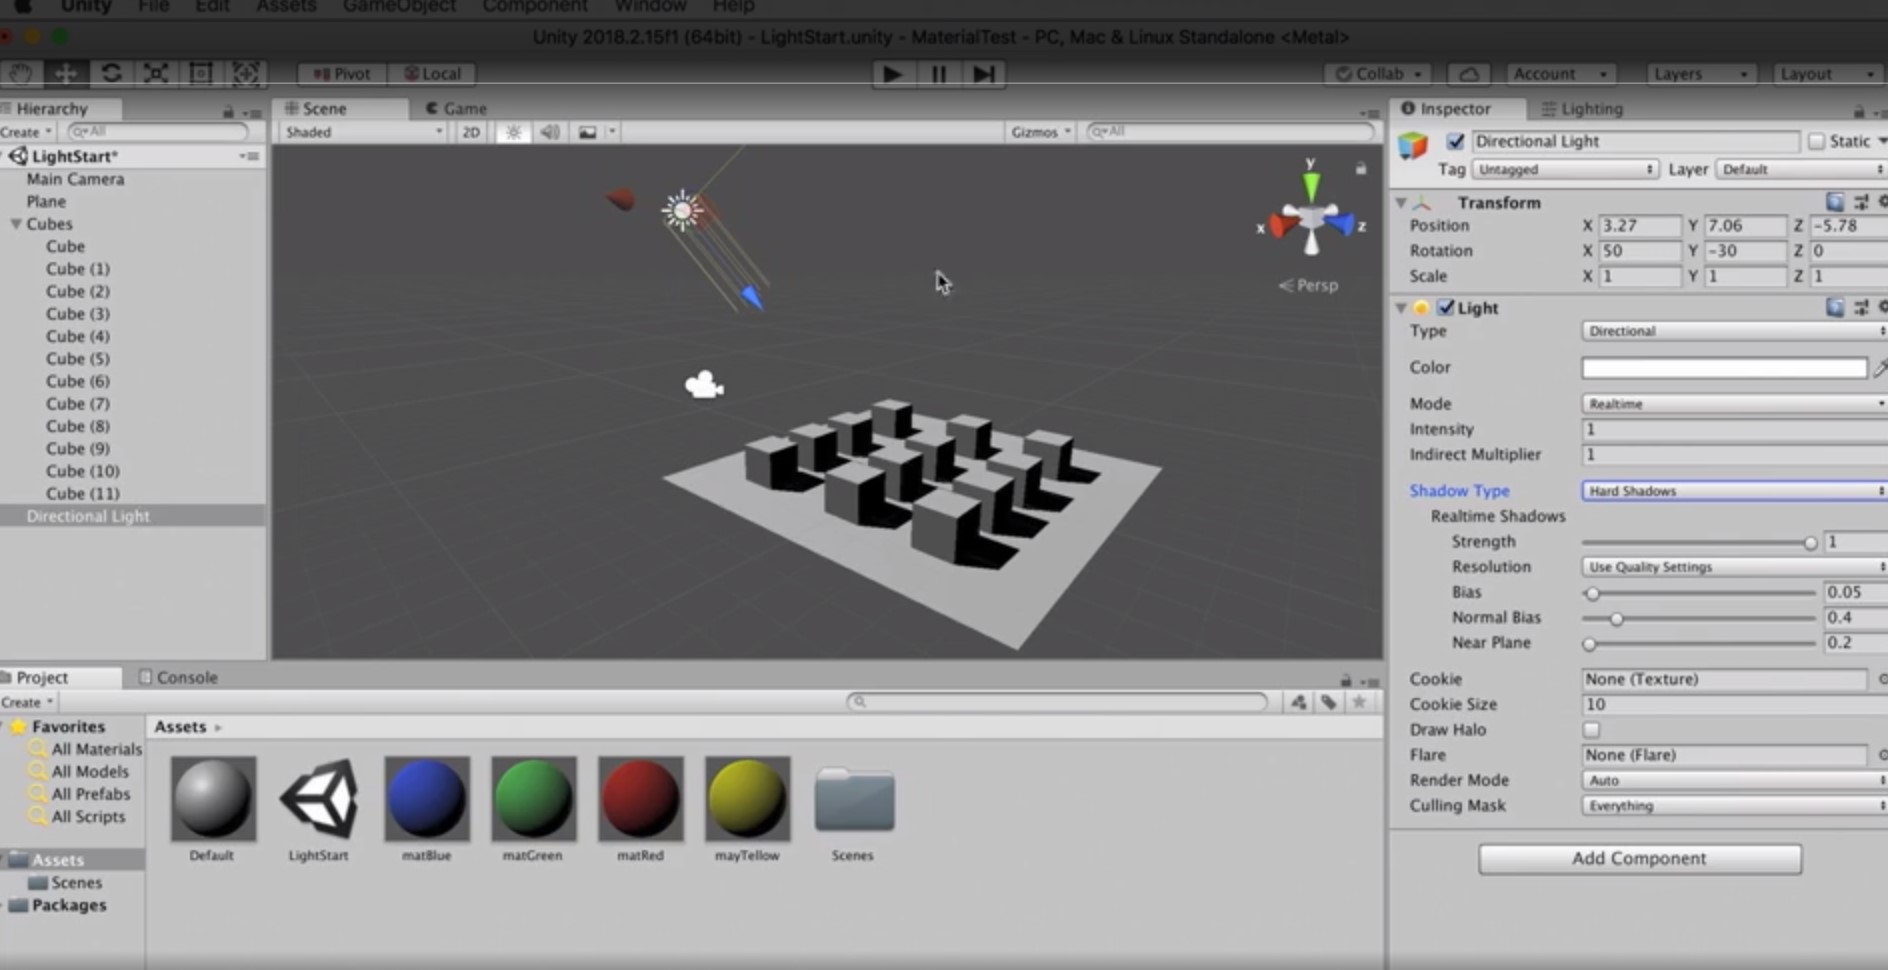 Unity File Edit Assets GameObject Component Window Help
Unity 2018.2.15f1 (64bit) - LightStart.unity - MaterialTest - PC, Mac & Linux Standalone <Metal>
Pivot Local Collab Account Layers Layout
Hierarchy
Create All
LightStart*
Main Camera
Plane
Cubes
Cube
Cube (1)
Cube (2)
Cube (3)
Cube (4)
Cube (5)
Cube (6)
Cube (7)
Cube (8)
Cube (9)
Cube (10)
Cube (11)
Directional Light
Scene Game
Shaded 2D Gizmos All
y
x z
Persp
Inspector Lighting
Directional Light Static
Tag Untagged Layer Default
Transform
Position X 3.27 Y 7.06 Z -5.78
Rotation X 50 Y -30 Z 0
Scale X 1 Y 1 Z 1
Light
Type Directional
Color
Mode Realtime
Intensity 1
Indirect Multiplier 1
Shadow Type Hard Shadows
Realtime Shadows
Strength 1
Resolution Use Quality Settings
Bias 0.05
Normal Bias 0.4
Near Plane 0.2
Cookie None (Texture)
Cookie Size 10
Draw Halo
Flare None (Flare)
Render Mode Auto
Culling Mask Everything
Add Component
Project Console
Create
Favorites
All Materials
All Models
All Prefabs
All Scripts
Assets
Scenes
Packages
Assets
Default LightStart matBlue matGreen matRed mayTellow Scenes